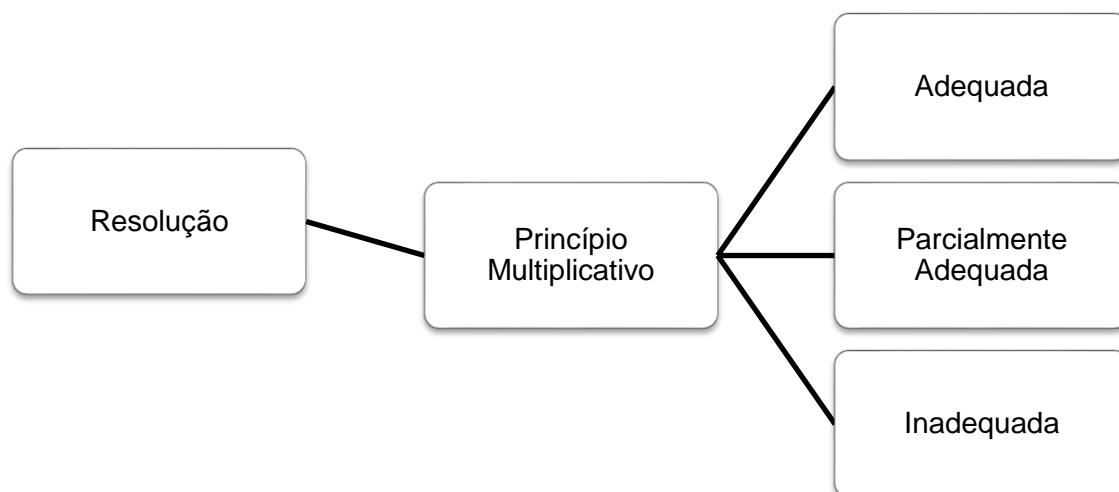 Resolução
Princípio
Multiplicativo
Adequada
Parcialmente
Adequada
Inadequada